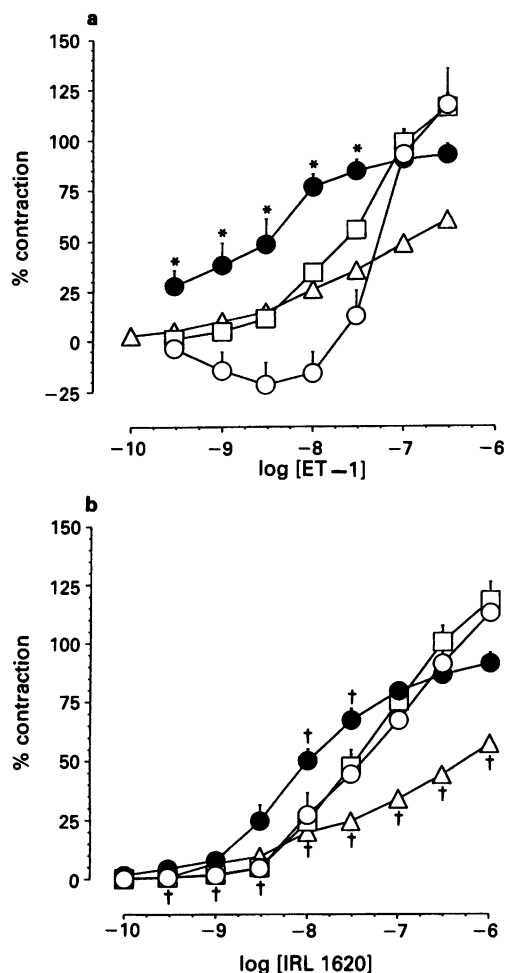 a
150
125
100
75
50
25
0
−25
% contraction
* * * * *
−10 −9 −8 −7 −6
log [ET−1]
b
150
125
100
75
50
25
0
% contraction
† †
† † † † † † †
−10 −9 −8 −7 −6
log [IRL 1620]